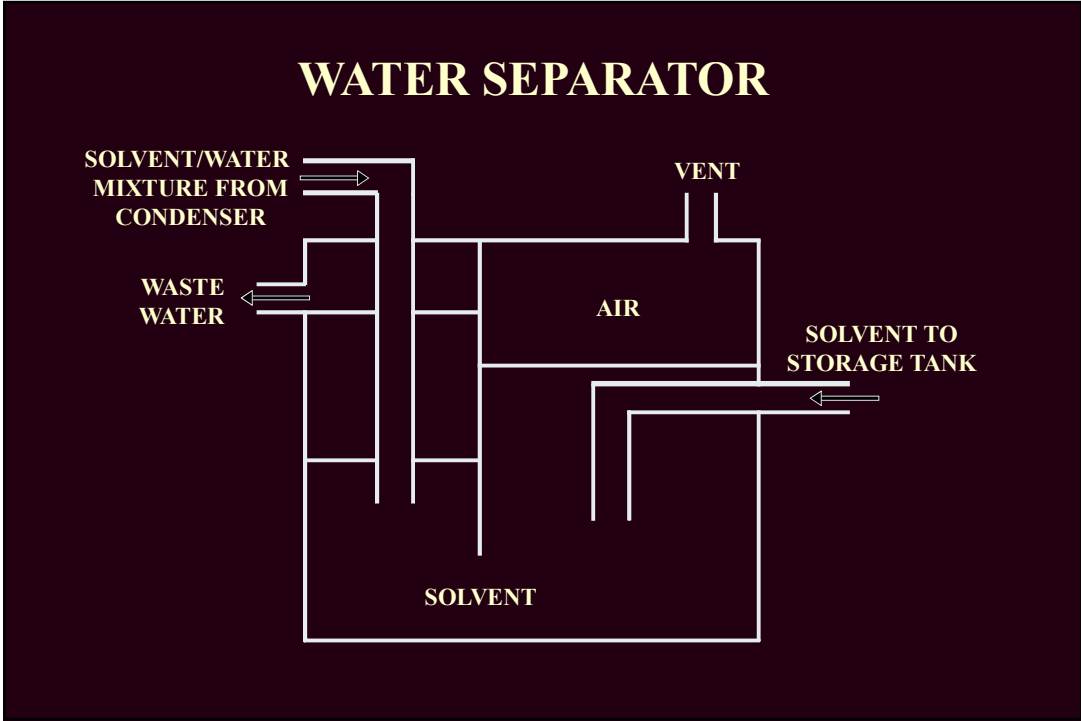 WATER SEPARATOR
SOLVENT/WATER
MIXTURE FROM
CONDENSER
VENT
WASTE
WATER
AIR
SOLVENT TO
STORAGE TANK
SOLVENT